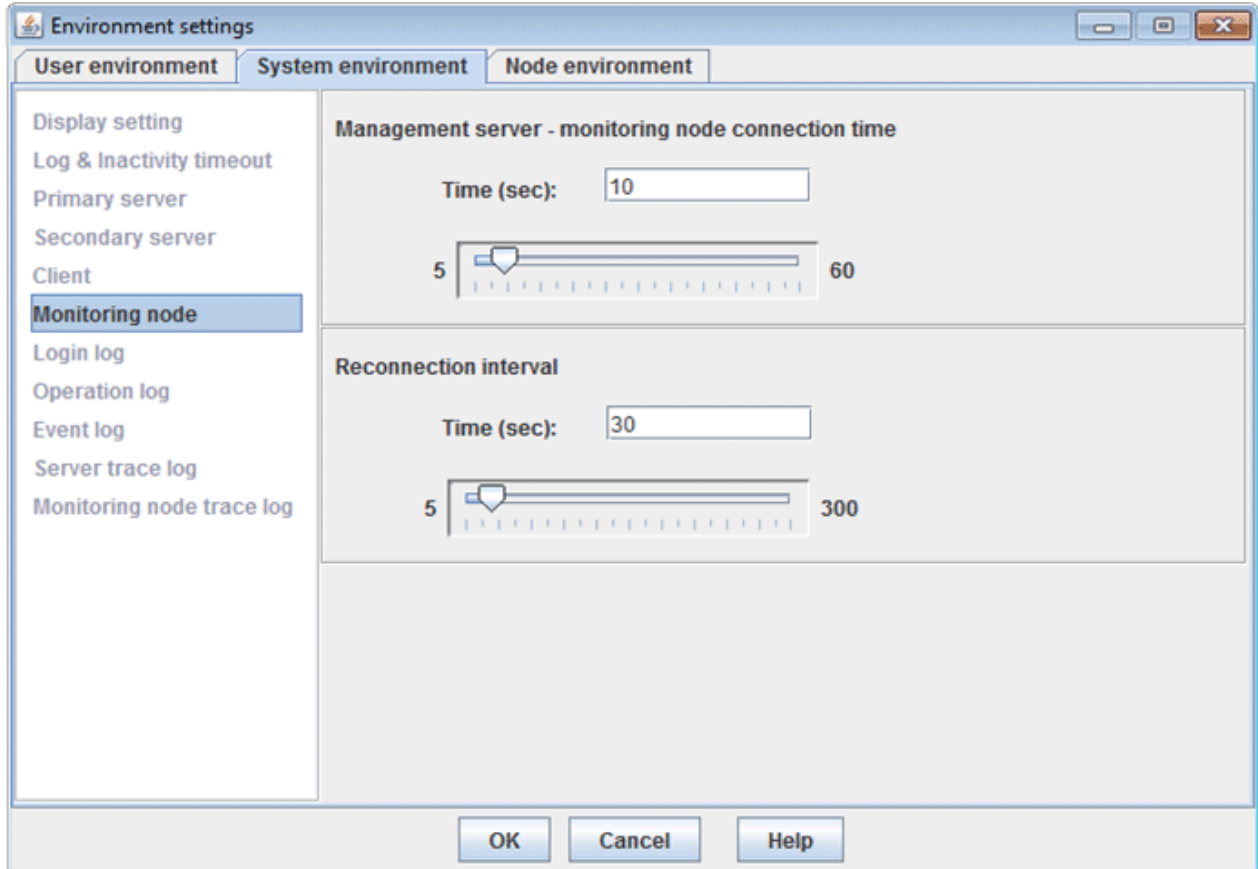 Environment settings
User environment System environment Node environment
Display setting
Log & Inactivity timeout
Primary server
Secondary server
Client
Monitoring node
Login log
Operation log
Event log
Server trace log
Monitoring node trace log
Management server - monitoring node connection time
Time (sec): 10
5 60
Reconnection interval
Time (sec): 30
5 300
OK Cancel Help